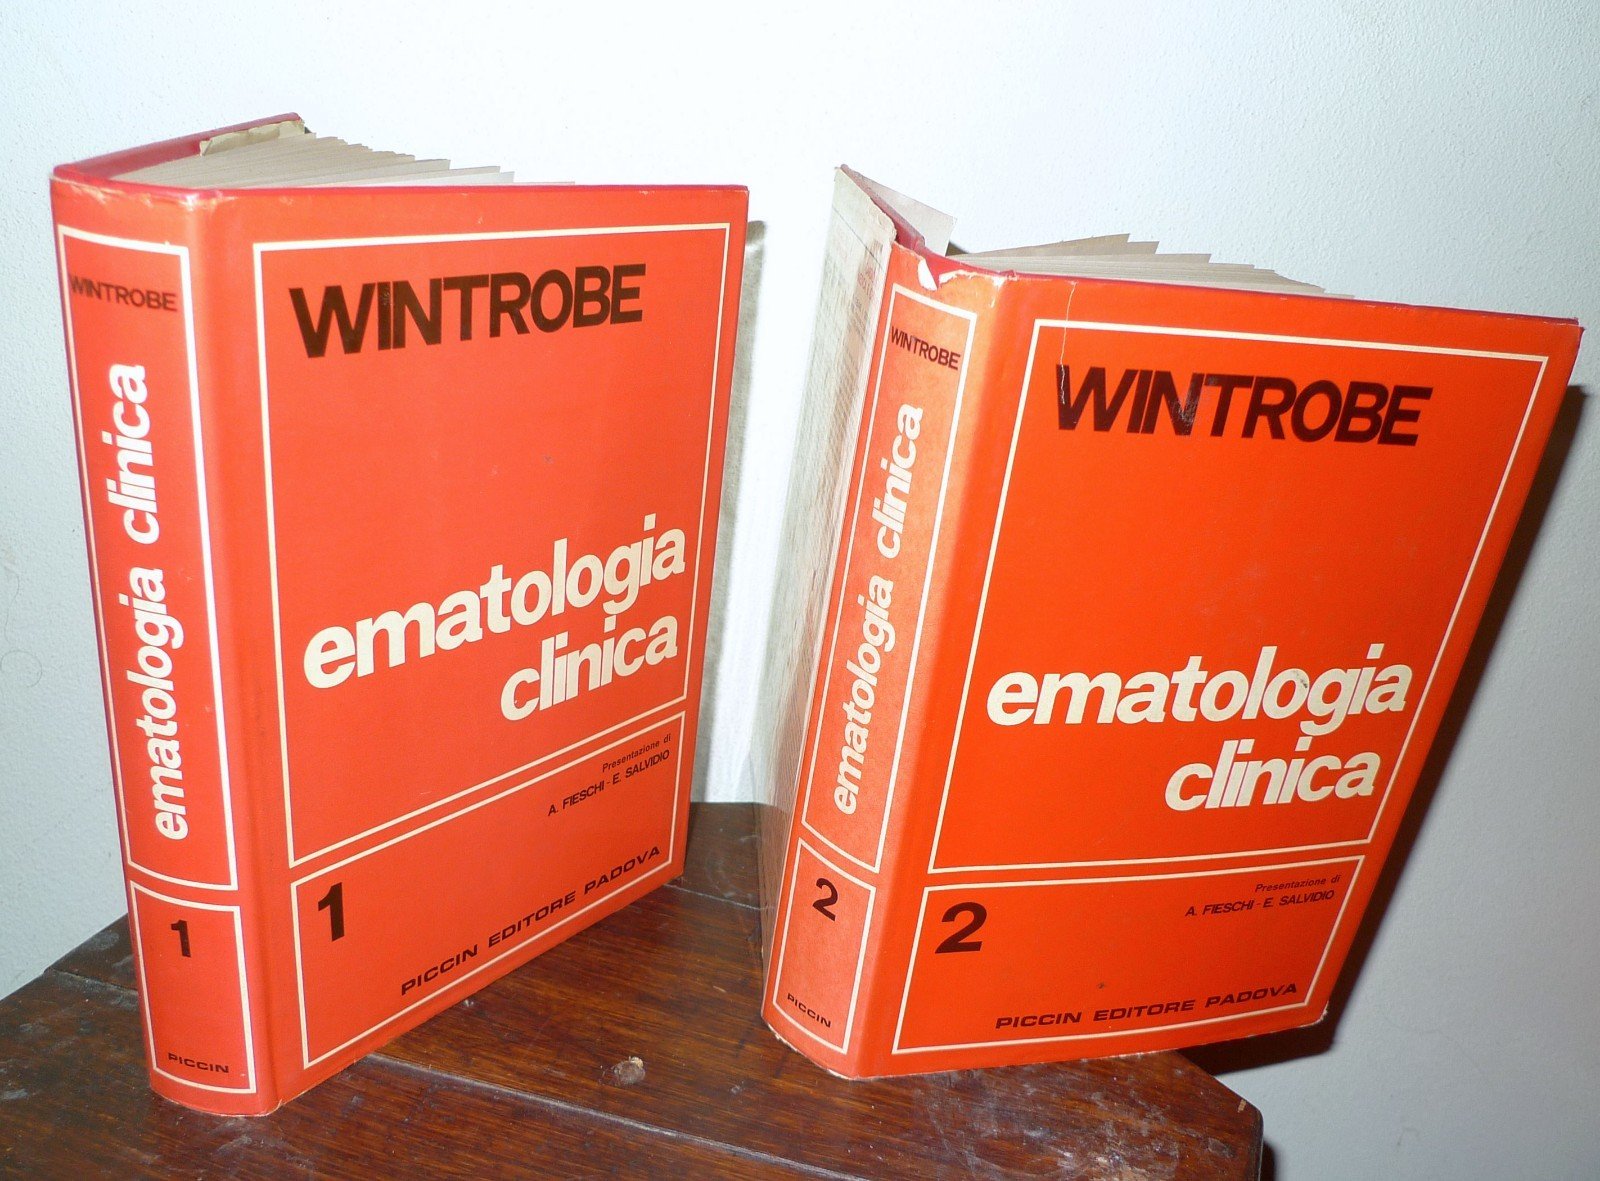 WINTROBE
ematologia clinica
1
PICCIN
WINTROBE
ematologia
clinica
Presentazione di
A. FIESCHI - E. SALVIDIO
1
PICCIN EDITORE PADOVA
WINTROBE
ematologia clinica
2
PICCIN
WINTROBE
ematologia
clinica
Presentazione di
A. FIESCHI - E. SALVIDIO
2
PICCIN EDITORE PADOVA